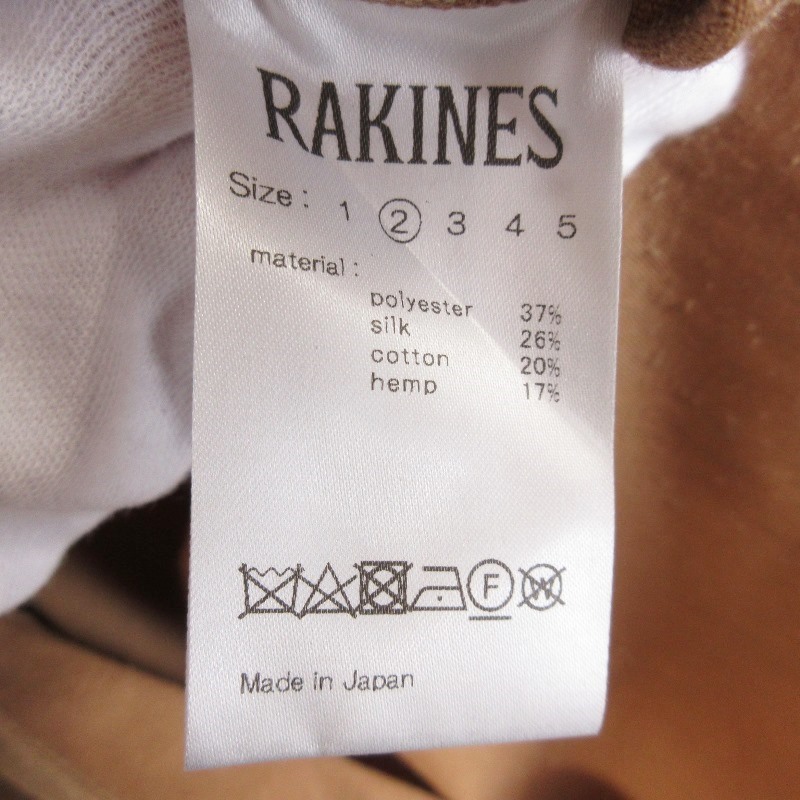 RAKINES
Size : 1 2 3 4 5
material :
polyester 37%
silk 26%
cotton 20%
hemp 17%
F W
Made in Japan